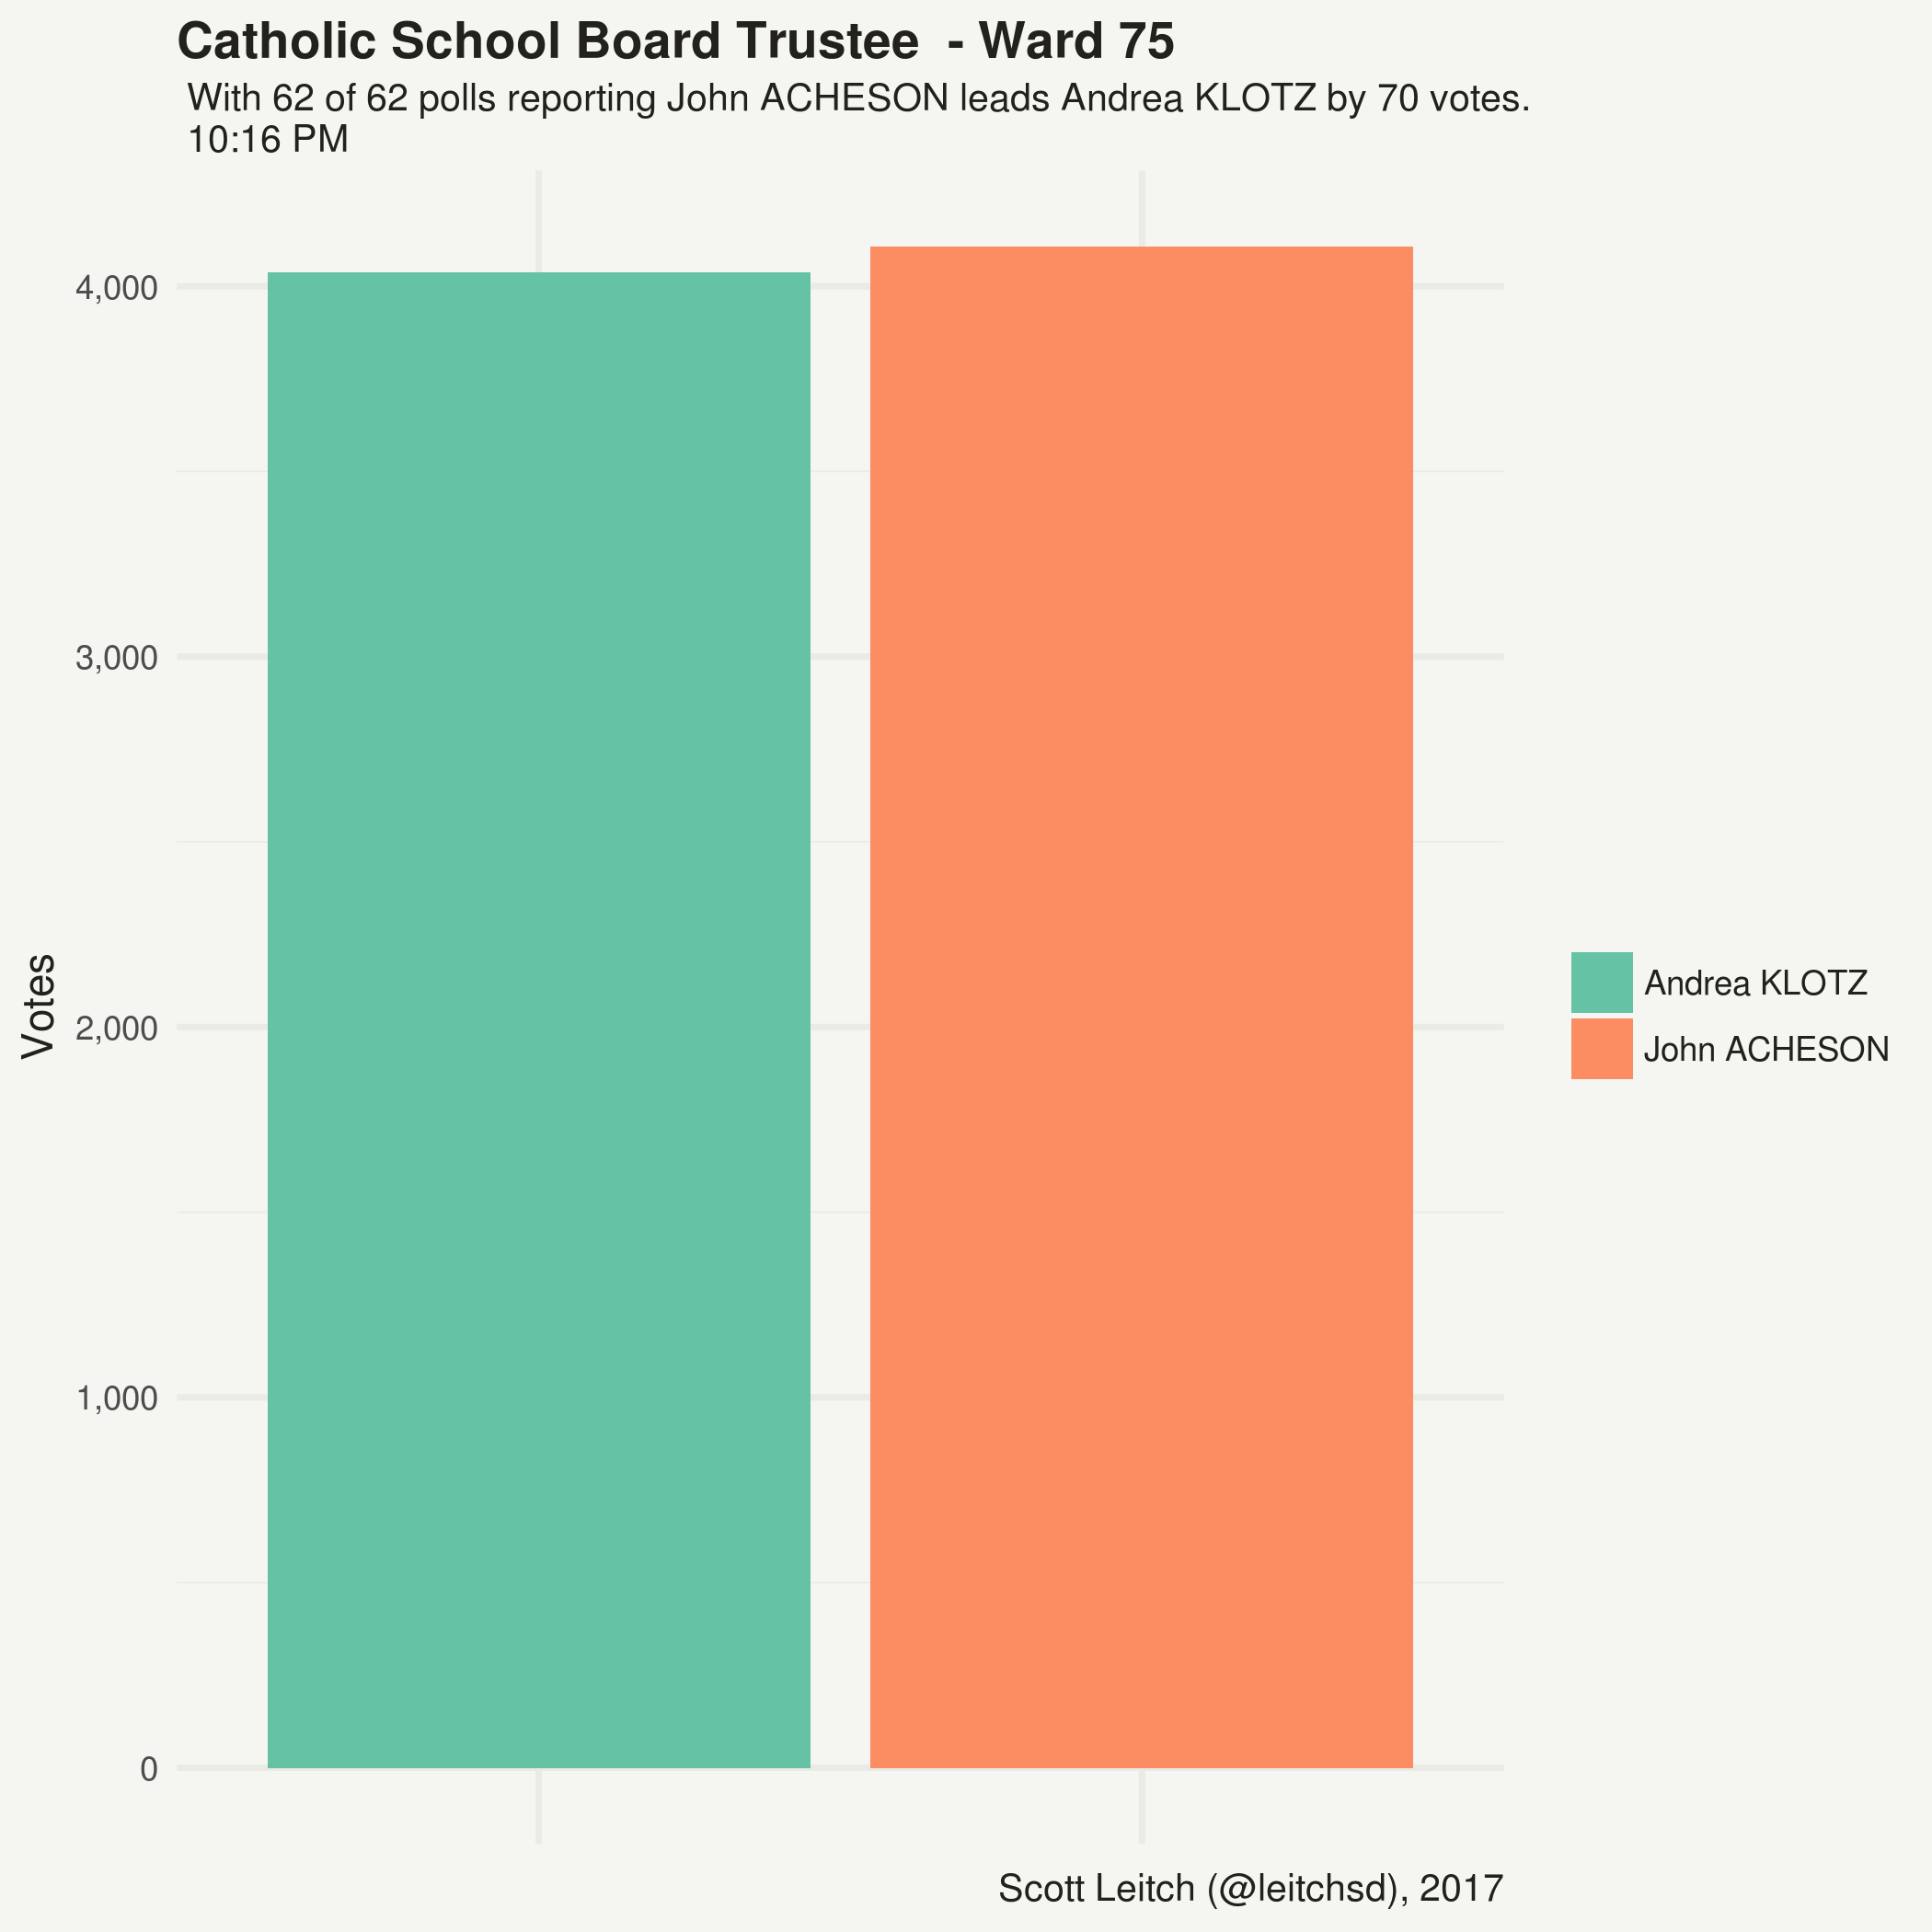 Catholic School Board Trustee  - Ward 75
With 62 of 62 polls reporting John ACHESON leads Andrea KLOTZ by 70 votes.
10:16 PM
Votes
4,000
3,000
2,000
1,000
0
Andrea KLOTZ
John ACHESON
Scott Leitch (@leitchsd), 2017